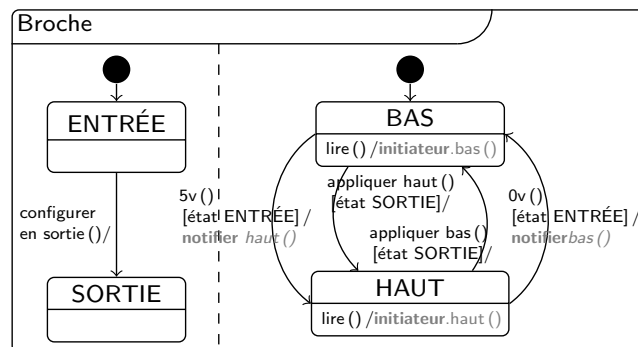 Broche
ENTRÉE
configurer
en sortie ()/
SORTIE
BAS
lire () /initiateur.bas ()
5v ()
[état ENTRÉE] /
notifier haut ()
appliquer haut ()
[état SORTIE]/
appliquer bas ()
[état SORTIE]/
0v ()
[état ENTRÉE] /
notifierbas ()
HAUT
lire () /initiateur.haut ()